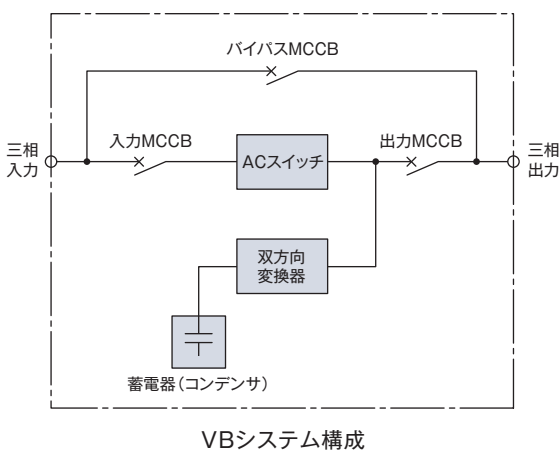 バイパスMCCB
三相
入力
入力MCCB
ACスイッチ
出力MCCB
三相
出力
双方向
変換器
蓄電器（コンデンサ）
VBシステム構成